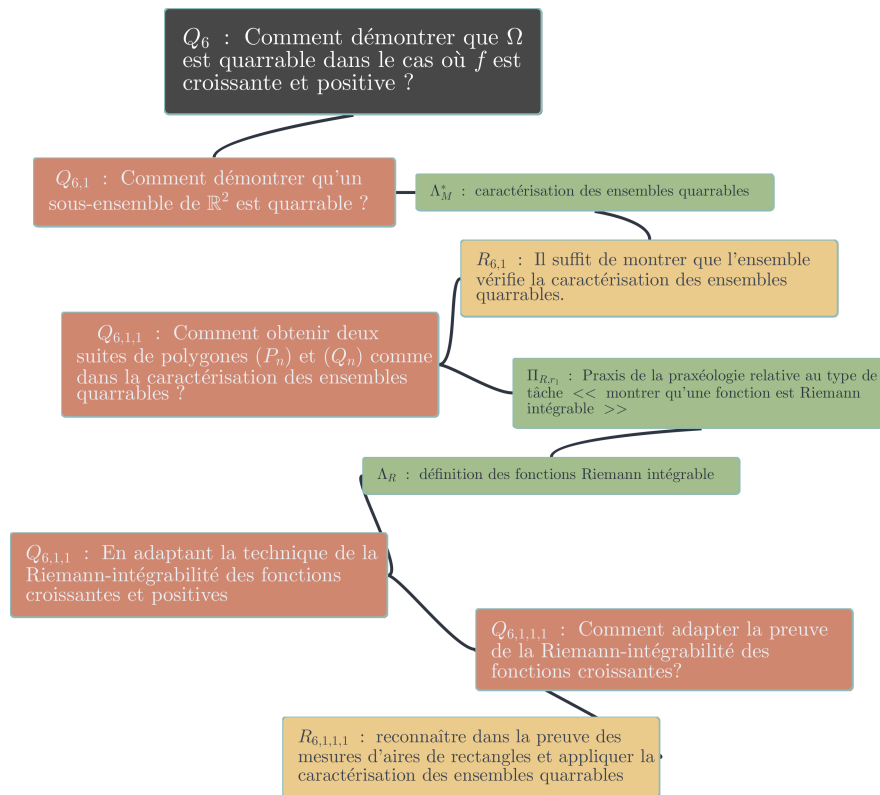 Q6 : Comment démontrer que Ω
est quarrable dans le cas où f est
croissante et positive ?
Q6,1 : Comment démontrer qu'un
sous-ensemble de ℝ² est quarrable ?
Λ*M : caractérisation des ensembles quarrables
R6,1 : Il suffit de montrer que l'ensemble
vérifie la caractérisation des ensembles
quarrables.
Q6,1,1 : Comment obtenir deux
suites de polygones (Pn) et (Qn) comme
dans la caractérisation des ensembles
quarrables ?
ΠR,r1 : Praxis de la praxéologie relative au type de
tâche << montrer qu'une fonction est Riemann
intégrable >>
ΛR : définition des fonctions Riemann intégrable
Q6,1,1 : En adaptant la technique de la
Riemann-intégrabilité des fonctions
croissantes et positives
Q6,1,1,1 : Comment adapter la preuve
de la Riemann-intégrabilité des
fonctions croissantes?
R6,1,1,1 : reconnaître dans la preuve des
mesures d'aires de rectangles et appliquer la
caractérisation des ensembles quarrables